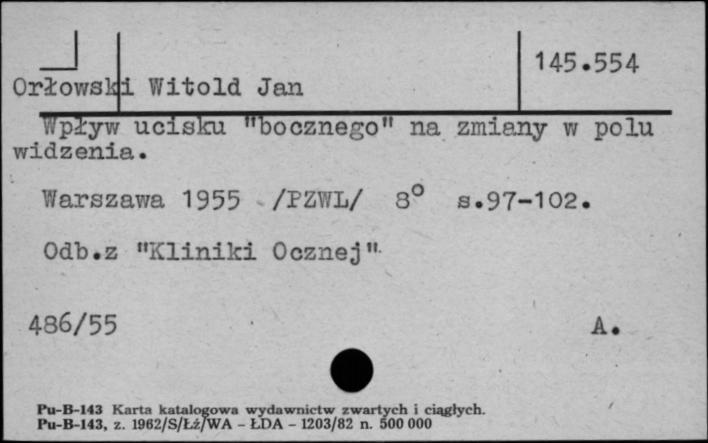 145.554
Orłowski Witold Jan
Wpływ ucisku "bocznego" na zmiany w polu
widzenia.
Warszawa 1955 /PZWL/ 8° s.97-102.
Odb.z "Kliniki Ocznej"
486/55 A.
Pu-B-143 Karta katalogowa wydawnictw zwartych i ciągłych.
Pu-B-143, z. 1962/S/Łż/WA - ŁDA - 1203/82 n. 500 000